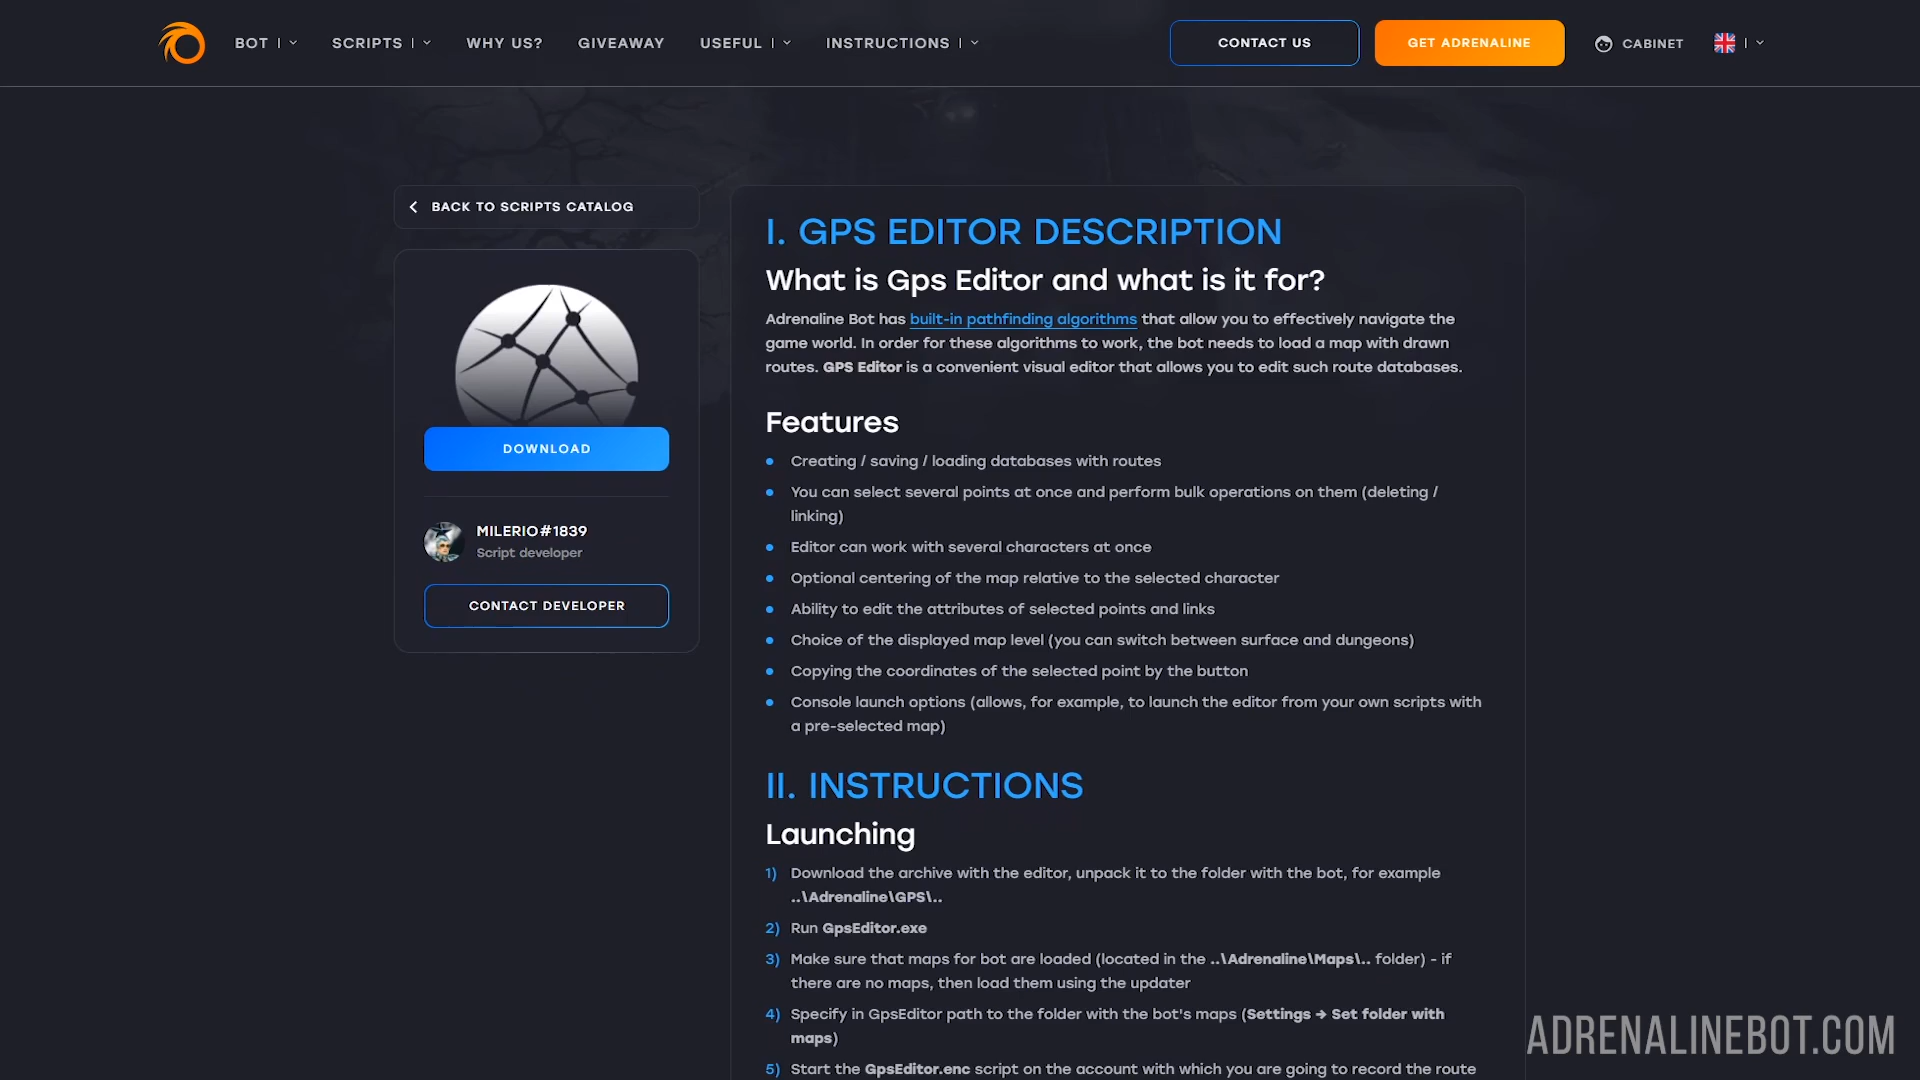 BOT
SCRIPTS
WHY US?
GIVEAWAY
USEFUL
INSTRUCTIONS
CONTACT US
GET ADRENALINE
CABINET
BACK TO SCRIPTS CATALOG
DOWNLOAD
MILERIO#1839
Script developer
CONTACT DEVELOPER
I. GPS EDITOR DESCRIPTION
What is Gps Editor and what is it for?
Adrenaline Bot has built-in pathfinding algorithms that allow you to effectively navigate the
game world. In order for these algorithms to work, the bot needs to load a map with drawn
routes. GPS Editor is a convenient visual editor that allows you to edit such route databases.
Features
Creating / saving / loading databases with routes
You can select several points at once and perform bulk operations on them (deleting /
linking)
Editor can work with several characters at once
Optional centering of the map relative to the selected character
Ability to edit the attributes of selected points and links
Choice of the displayed map level (you can switch between surface and dungeons)
Copying the coordinates of the selected point by the button
Console launch options (allows, for example, to launch the editor from your own scripts with
a pre-selected map)
II. INSTRUCTIONS
Launching
1) Download the archive with the editor, unpack it to the folder with the bot, for example
..\Adrenaline\GPS\..
2) Run GpsEditor.exe
3) Make sure that maps for bot are loaded (located in the ..\Adrenaline\Maps\.. folder) - if
there are no maps, then load them using the updater
4) Specify in GpsEditor path to the folder with the bot's maps (Settings → Set folder with
maps)
5) Start the GpsEditor.enc script on the account with which you are going to record the route
ADRENALINEBOT.COM